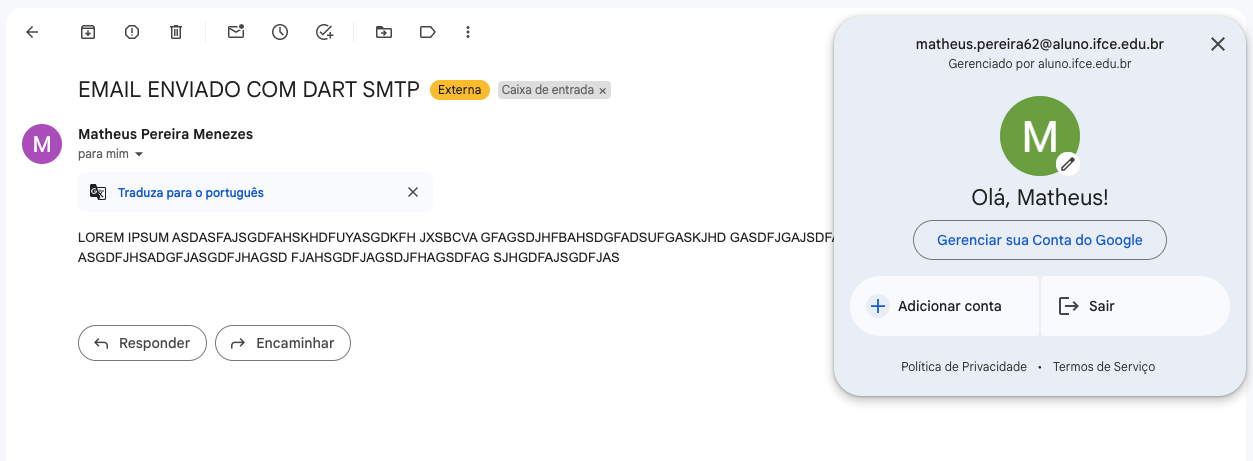 EMAIL ENVIADO COM DART SMTP Externa Caixa de entrada ×
M Matheus Pereira Menezes
para mim
Traduza para o português
LOREM IPSUM ASDASFAJSGDFAHSKHDFUYASGDKFH JXSBCVA GFAGSDJHFBAHSDGFADSUFGASKJHD GASDFJGAJSDFA
ASGDFJHSADGFJASGDFJHAGSD FJAHSGDFJAGSDJFHAGSDFAG SJHGDFAJSGDFJAS
Responder Encaminhar
matheus.pereira62@aluno.ifce.edu.br
Gerenciado por aluno.ifce.edu.br
M
Olá, Matheus!
Gerenciar sua Conta do Google
Adicionar conta Sair
Política de Privacidade • Termos de Serviço